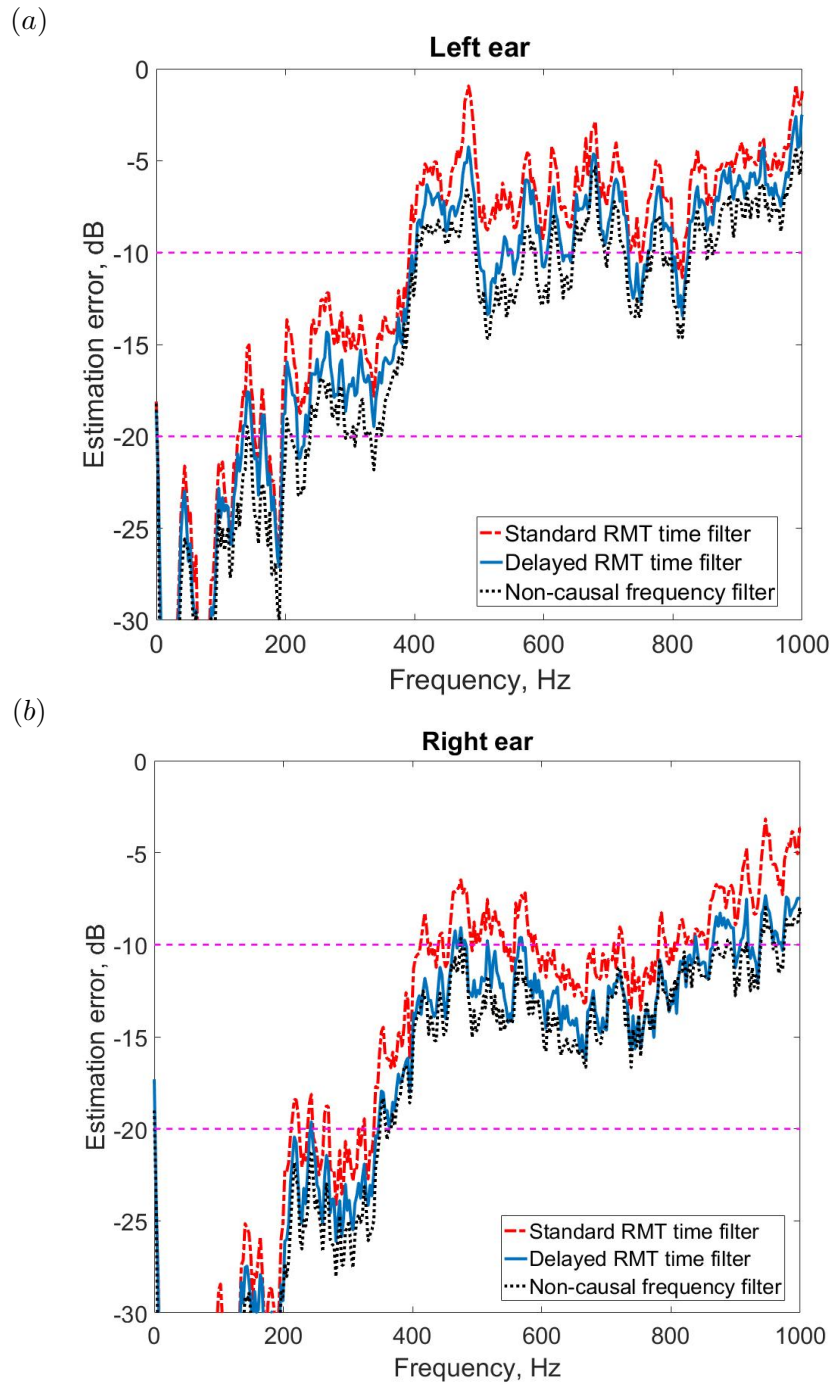 (a)
Left ear
0
-5
-10
-15
-20
-25
-30
Estimation error, dB
Standard RMT time filter
Delayed RMT time filter
Non-causal frequency filter
0 200 400 600 800 1000
Frequency, Hz
(b)
Right ear
0
-5
-10
-15
-20
-25
-30
Estimation error, dB
Standard RMT time filter
Delayed RMT time filter
Non-causal frequency filter
0 200 400 600 800 1000
Frequency, Hz